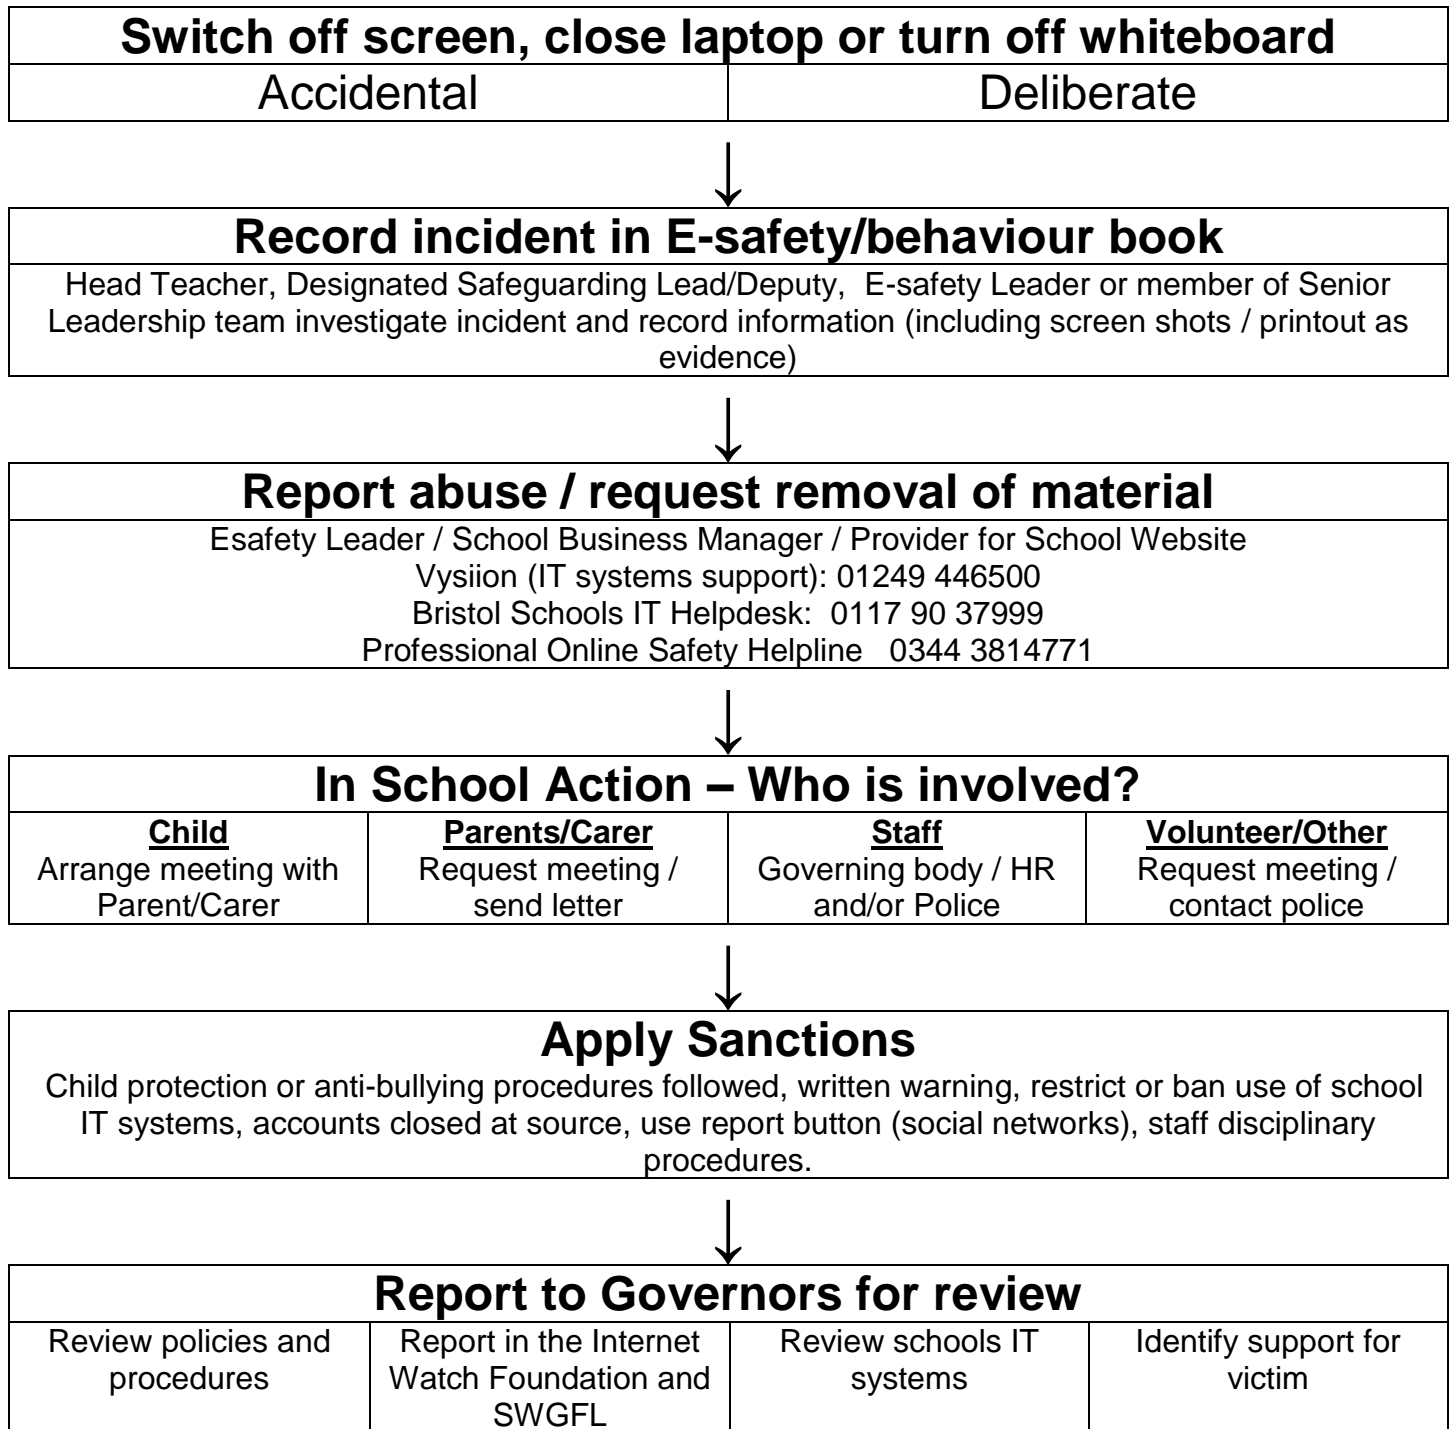 Switch off screen, close laptop or turn off whiteboard
Accidental
Deliberate
Record incident in E-safety/behaviour book
Head Teacher, Designated Safeguarding Lead/Deputy,  E-safety Leader or member of Senior
Leadership team investigate incident and record information (including screen shots / printout as
evidence)
Report abuse / request removal of material
Esafety Leader / School Business Manager / Provider for School Website
Vysiion (IT systems support): 01249 446500
Bristol Schools IT Helpdesk:  0117 90 37999
Professional Online Safety Helpline   0344 3814771
In School Action – Who is involved?
Child
Arrange meeting with
Parent/Carer
Parents/Carer
Request meeting /
send letter
Staff
Governing body / HR
and/or Police
Volunteer/Other
Request meeting /
contact police
Apply Sanctions
Child protection or anti-bullying procedures followed, written warning, restrict or ban use of school
IT systems, accounts closed at source, use report button (social networks), staff disciplinary
procedures.
Report to Governors for review
Review policies and
procedures
Report in the Internet
Watch Foundation and
SWGFL
Review schools IT
systems
Identify support for
victim